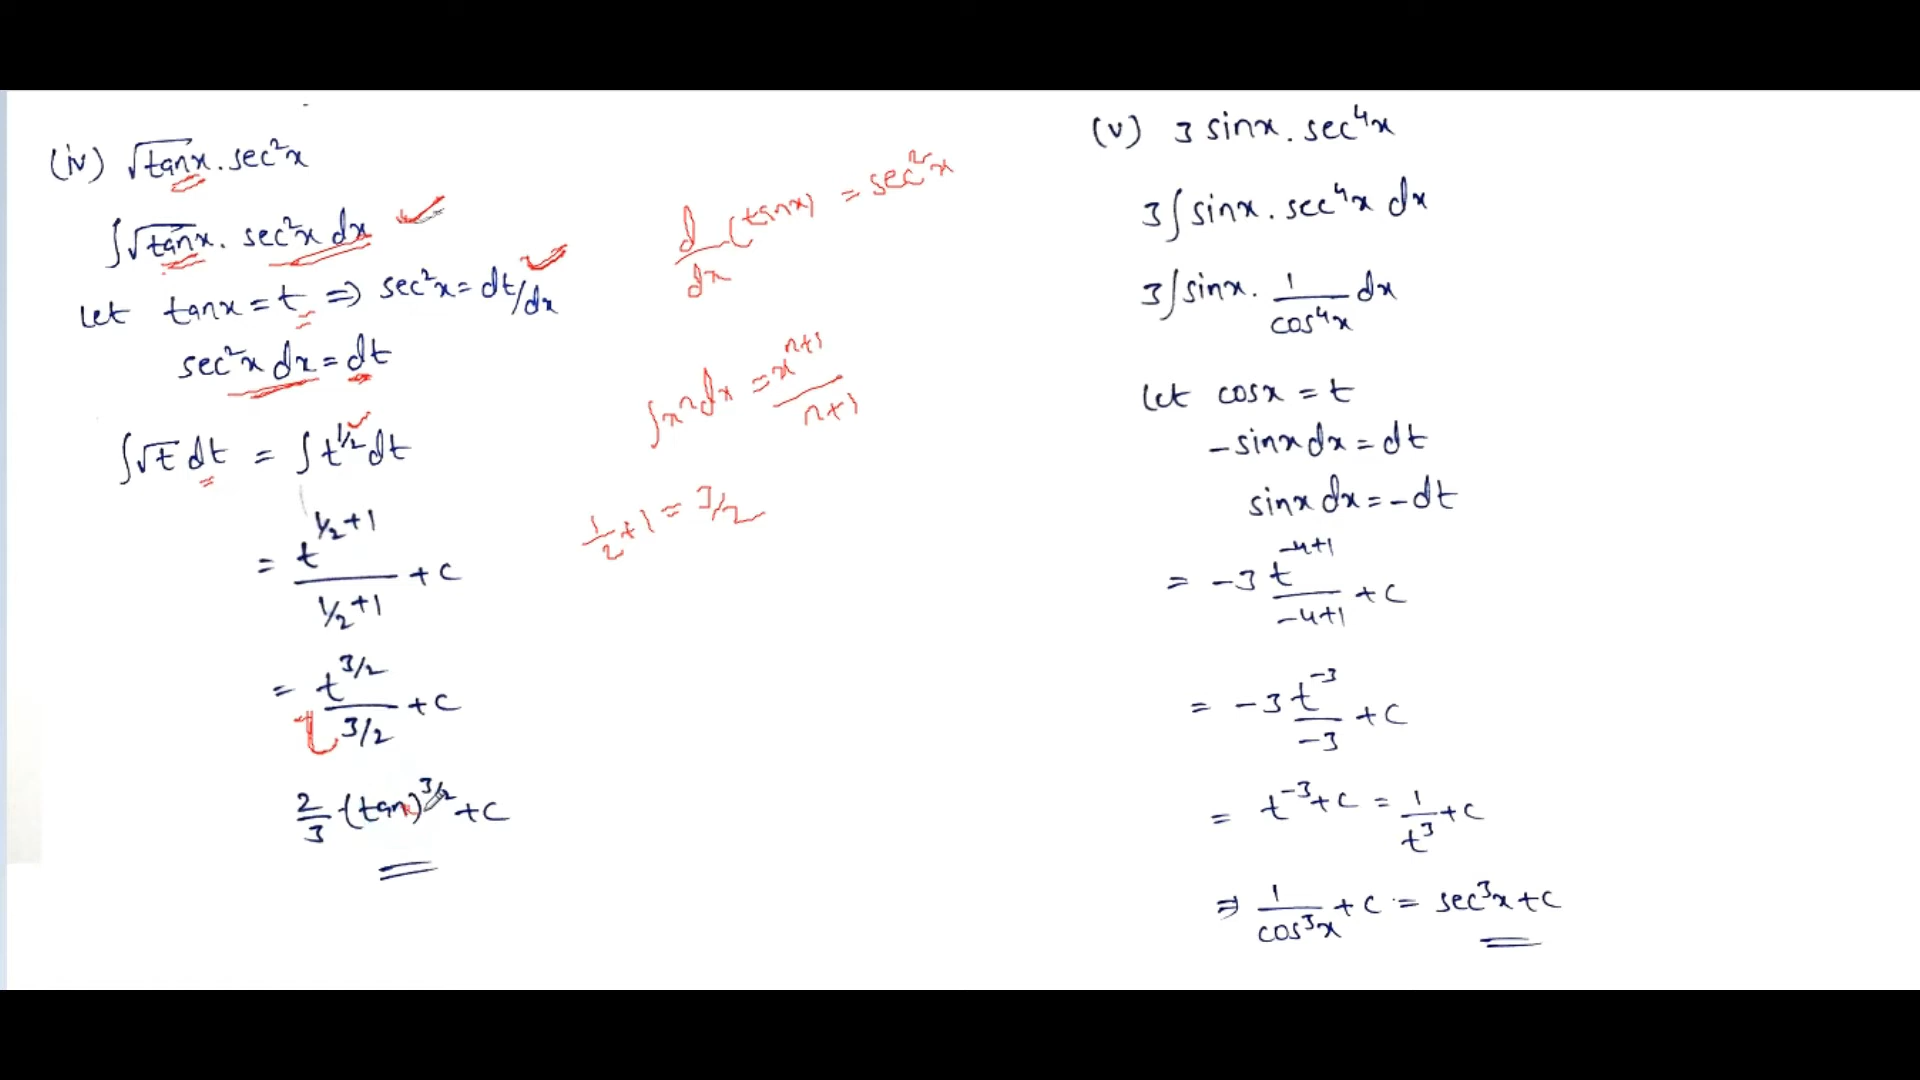 (iv) √tanx . sec²x
∫√tanx . sec²x dx
Let tanx = t ⇒ sec²x = dt/dx
sec²x dx = dt
∫√t dt = ∫t^1/2 dt
= t^(1/2+1) / (1/2+1) + c
= t^(3/2) / (3/2) + c
t
2/3 (tanx)^3/2 + c
d/dx (tanx) = sec²x
∫xⁿdx = x^(n+1) / (n+1)
1/2 + 1 = 3/2
(v) 3 sinx . sec⁴x
3∫sinx . sec⁴x dx
3∫sinx . 1/cos⁴x dx
Let cosx = t
-sinx dx = dt
sinx dx = -dt
= -3 t^(-4+1) / (-4+1) + c
= -3 t^-3 / -3 + c
= t^-3 + c = 1/t³ + c
⇒ 1/cos³x + c = sec³x + c